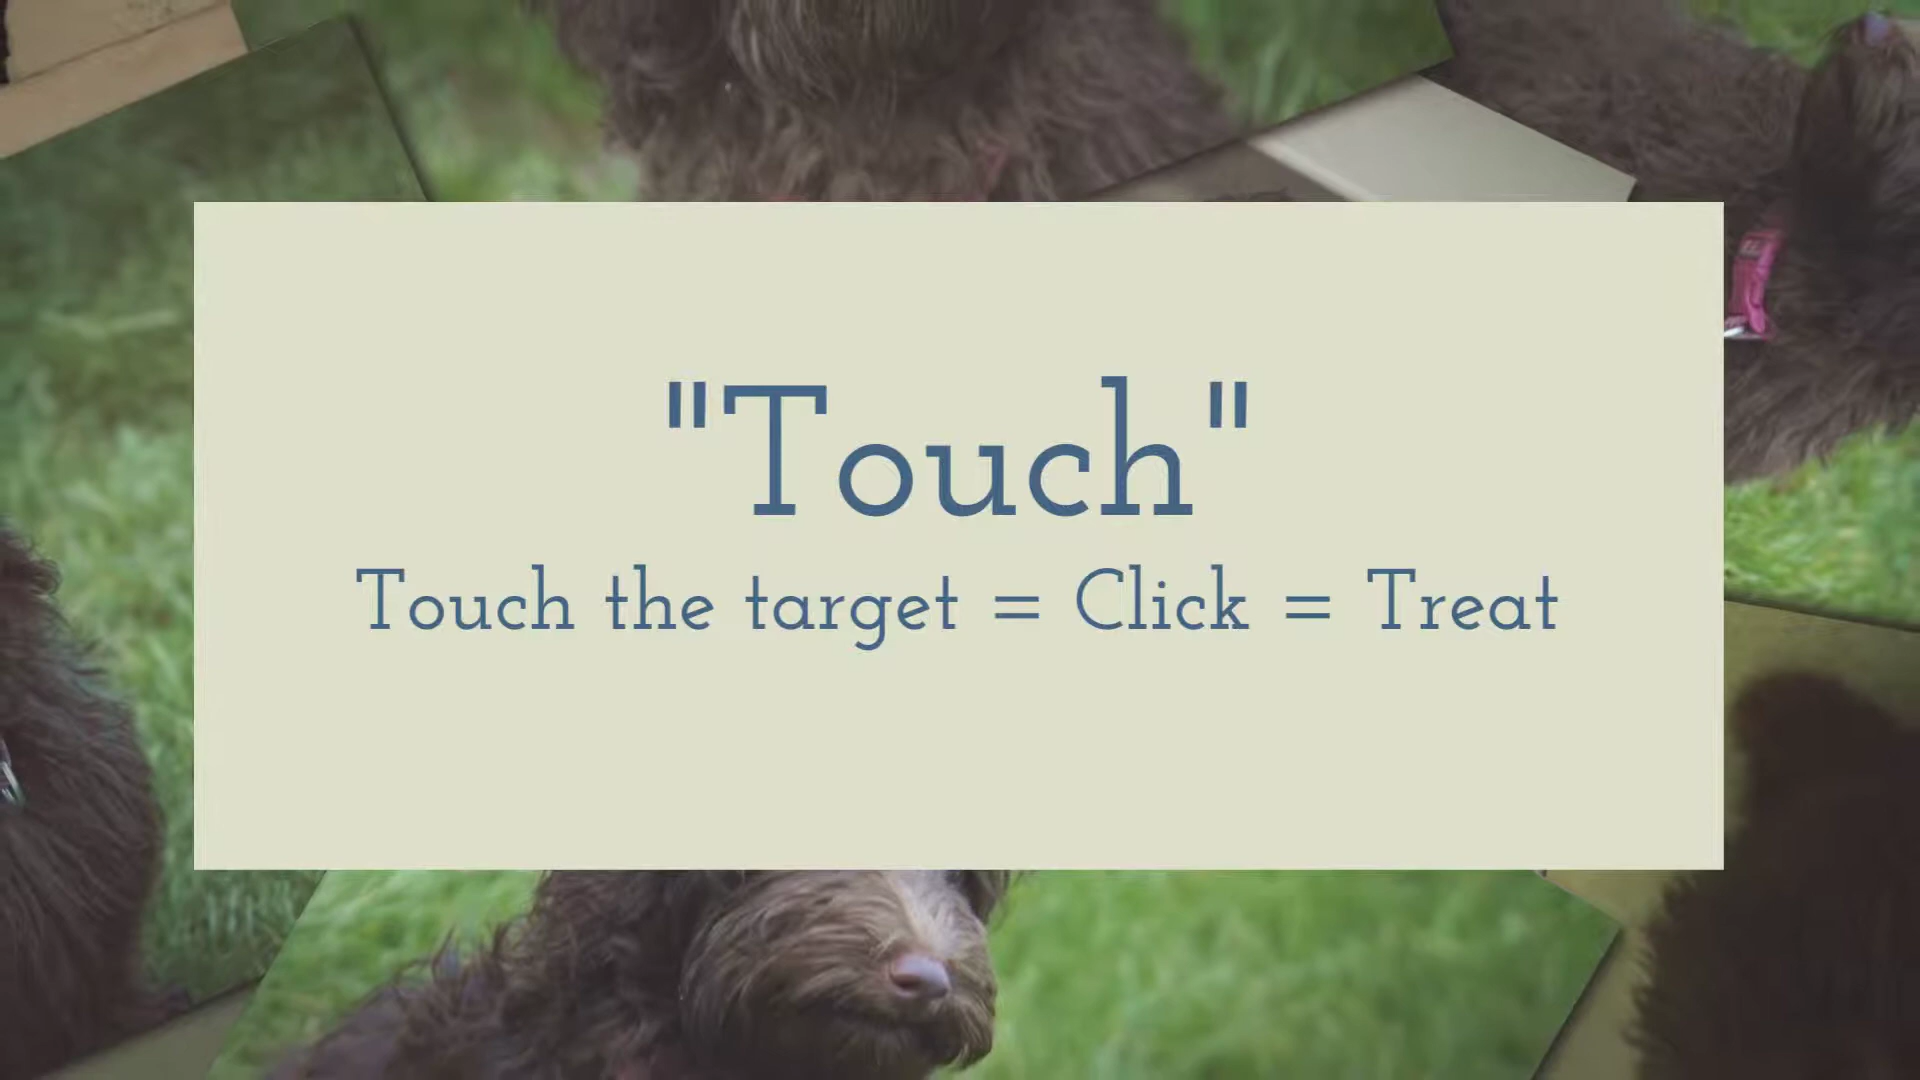 "Touch"
Touch the target = Click = Treat